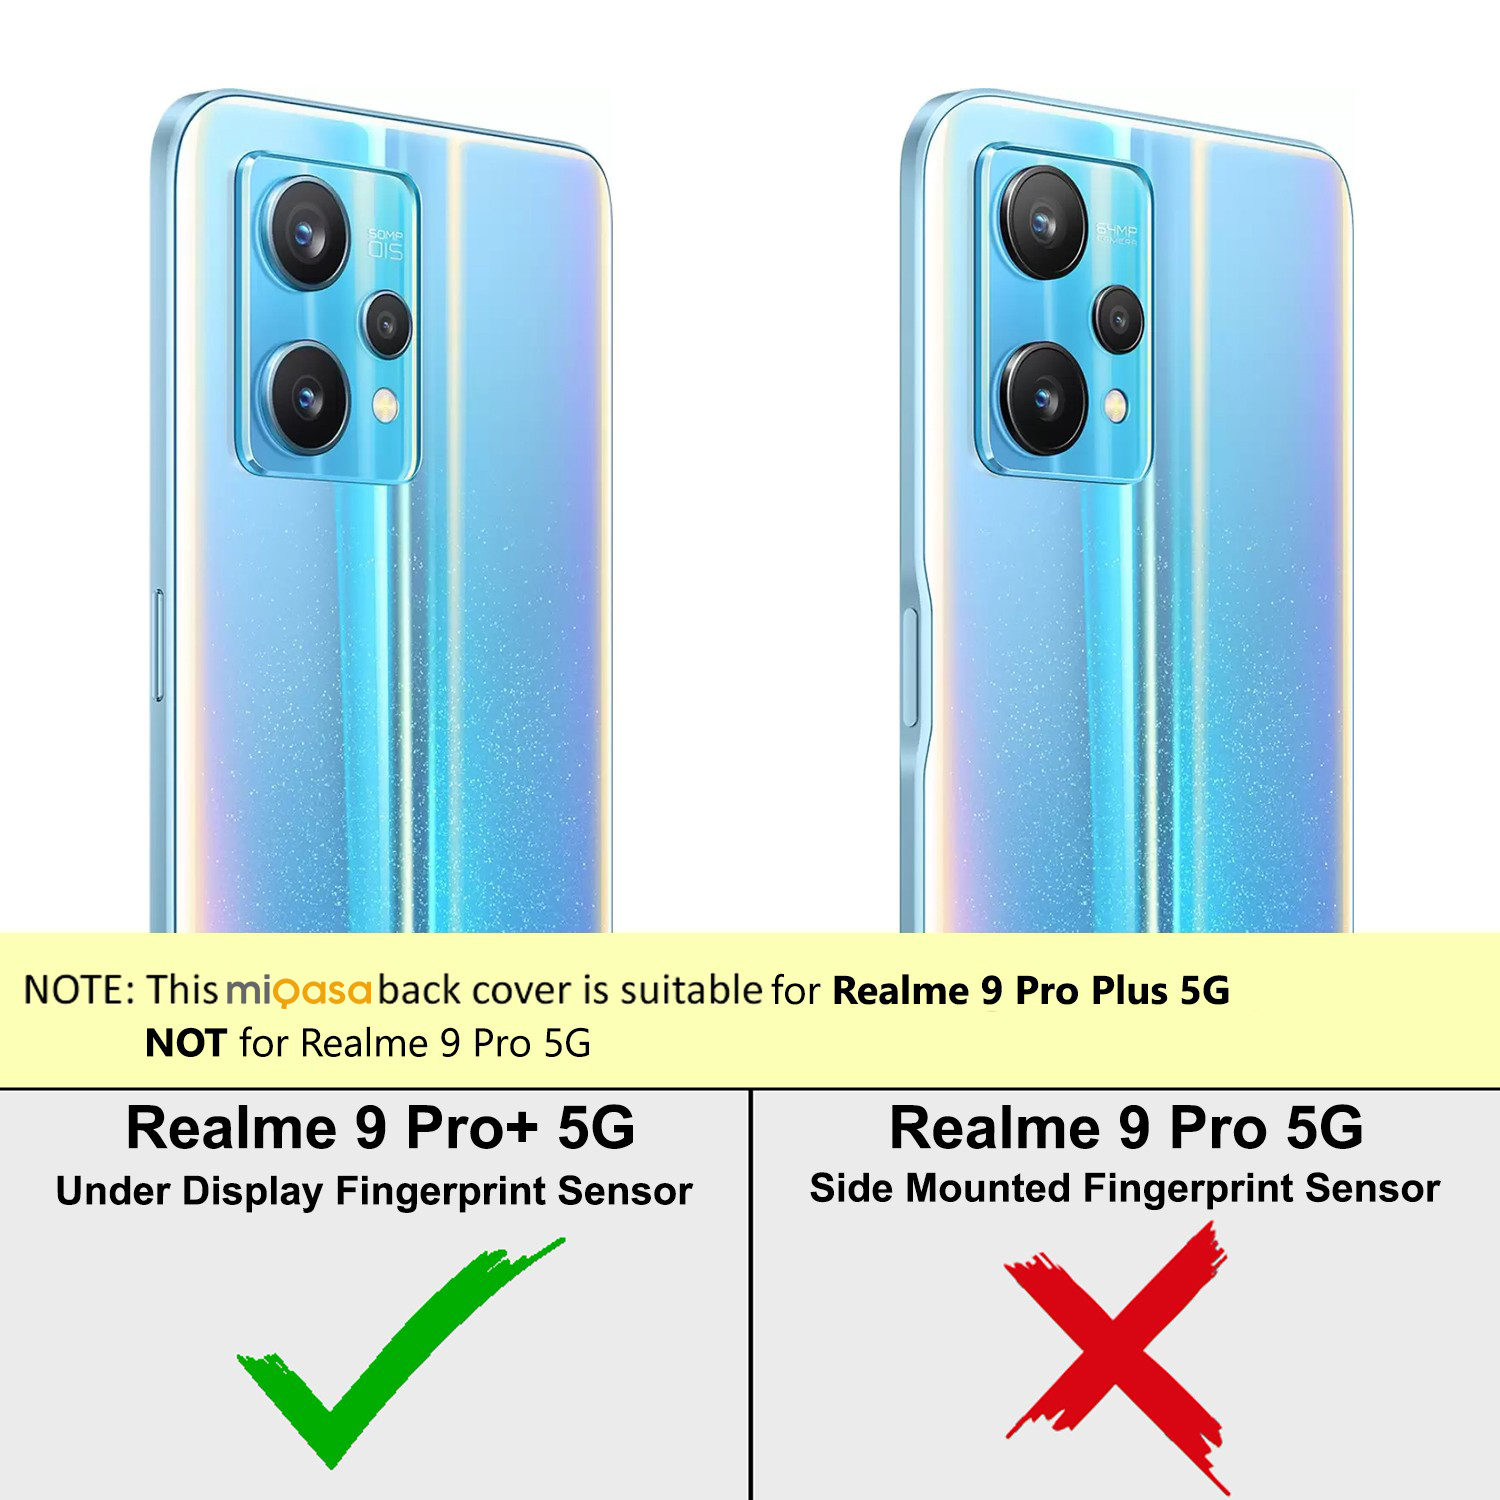 50MP
OIS
64MP
CAMERA
NOTE: This miqasa back cover is suitable for Realme 9 Pro Plus 5G
NOT for Realme 9 Pro 5G
Realme 9 Pro+ 5G
Under Display Fingerprint Sensor
Realme 9 Pro 5G
Side Mounted Fingerprint Sensor